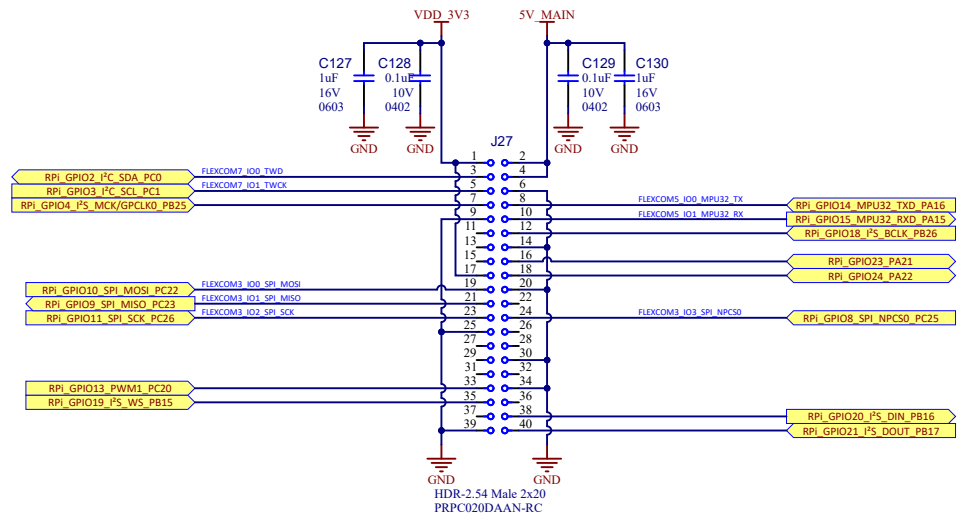 VDD_3V3
5V_MAIN
C127
1uF
16V
0603
C128
0.1uF
10V
0402
C129
0.1uF
10V
0402
C130
1uF
16V
0603
GND
GND
GND
GND
J27
1 2
RPi_GPIO2_I²C_SDA_PC0 FLEXCOM7_IO0_TWD 3 4
RPi_GPIO3_I²C_SCL_PC1 FLEXCOM7_IO1_TWCK 5 6
RPi_GPIO4_I²S_MCK/GPCLK0_PB25 7 8 FLEXCOM5_IO0_MPU32_TX RPi_GPIO14_MPU32_TXD_PA16
9 10 FLEXCOM5_IO1_MPU32_RX RPi_GPIO15_MPU32_RXD_PA15
11 12 RPi_GPIO18_I²S_BCLK_PB26
13 14
15 16 RPi_GPIO23_PA21
17 18 RPi_GPIO24_PA22
RPi_GPIO10_SPI_MOSI_PC22 FLEXCOM3_IO0_SPI_MOSI 19 20
RPi_GPIO9_SPI_MISO_PC23 FLEXCOM3_IO1_SPI_MISO 21 22
RPi_GPIO11_SPI_SCK_PC26 FLEXCOM3_IO2_SPI_SCK 23 24 FLEXCOM3_IO3_SPI_NPCS0 RPi_GPIO8_SPI_NPCS0_PC25
25 26
27 28
29 30
31 32
RPi_GPIO13_PWM1_PC20 33 34
RPi_GPIO19_I²S_WS_PB15 35 36
37 38 RPi_GPIO20_I²S_DIN_PB16
39 40 RPi_GPIO21_I²S_DOUT_PB17
GND
GND
HDR-2.54 Male 2x20
PRPC020DAAN-RC